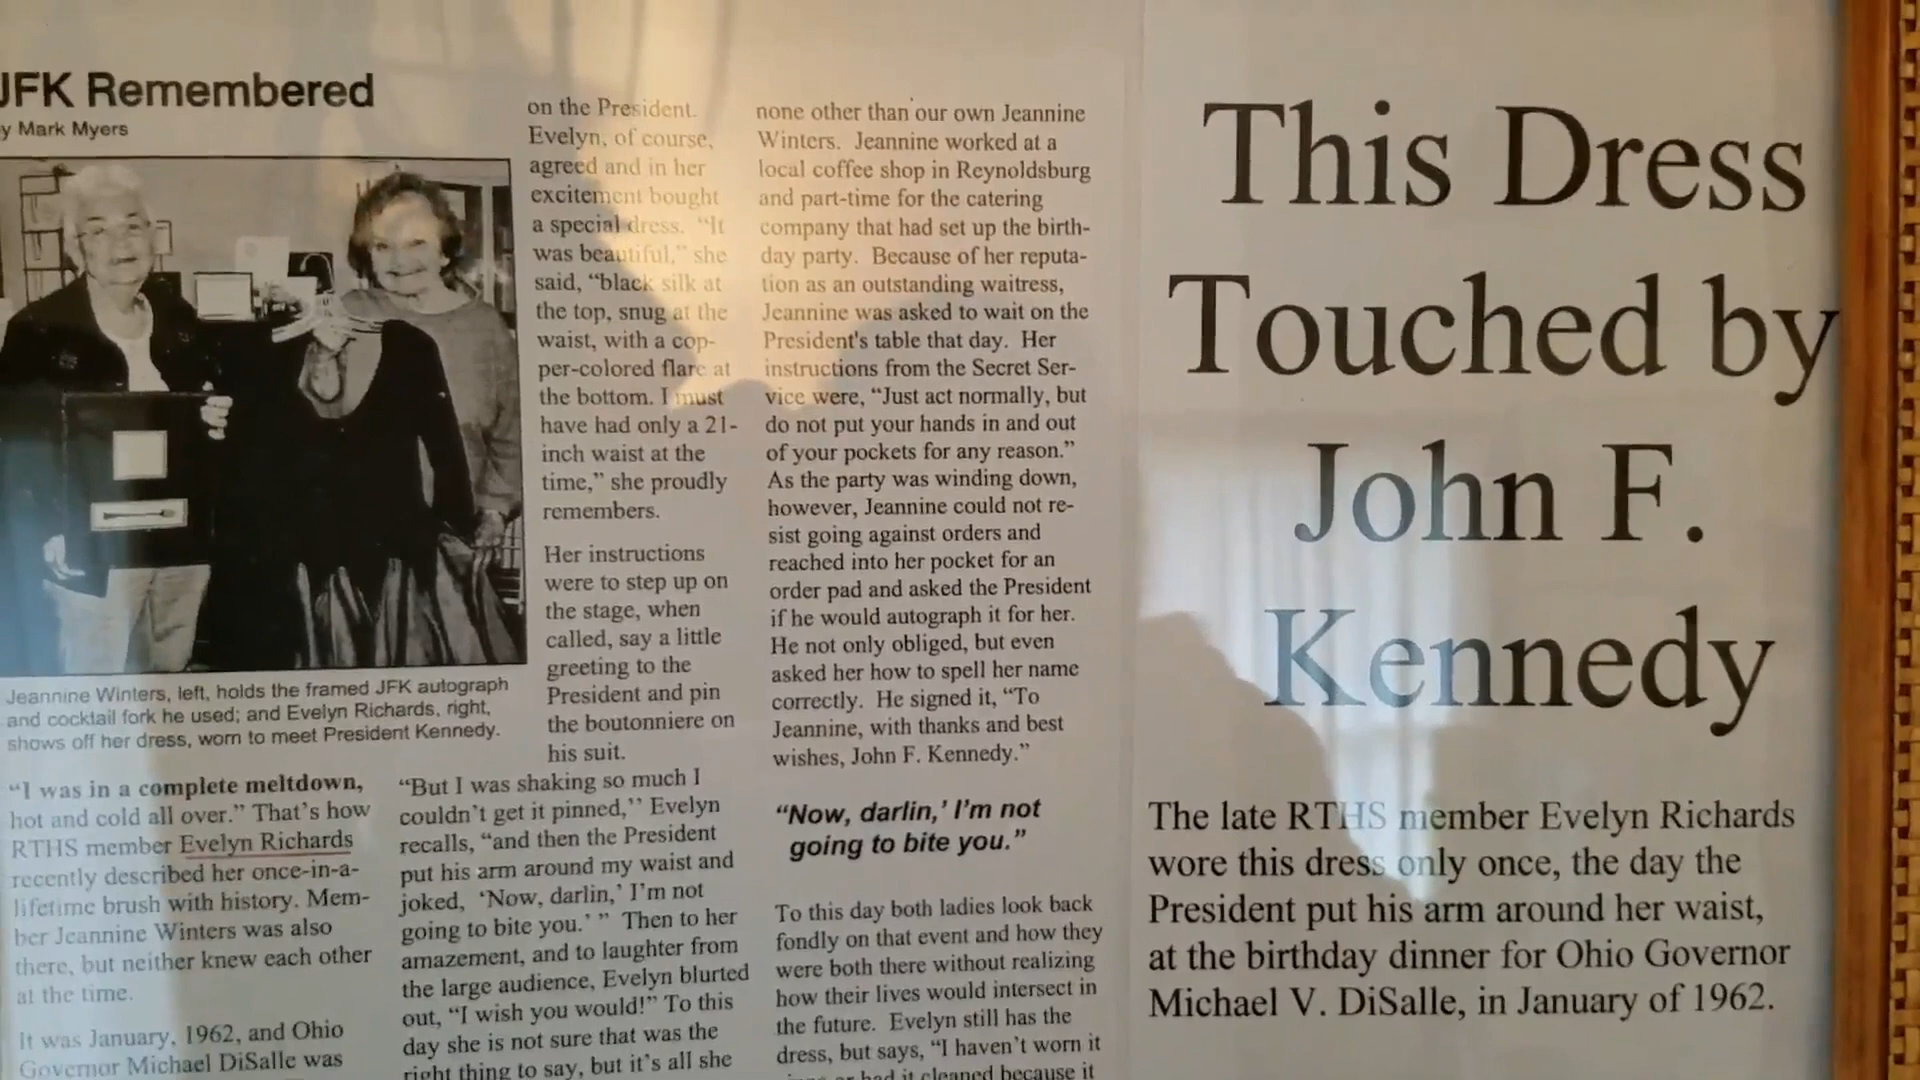 JFK Remembered
y Mark Myers
Jeannine Winters, left, holds the framed JFK autograph
and cocktail fork he used; and Evelyn Richards, right,
shows off her dress, worn to meet President Kennedy.
“I was in a complete meltdown,
hot and cold all over.” That’s how
RTHS member Evelyn Richards
recently described her once-in-a-
lifetime brush with history. Mem-
ber Jeannine Winters was also
there, but neither knew each other
at the time.
It was January, 1962, and Ohio
Governor Michael DiSalle was
on the President.
Evelyn, of course,
agreed and in her
excitement bought
a special dress. “It
was beautiful,” she
said, “black silk at
the top, snug at the
waist, with a cop-
per-colored flare at
the bottom. I must
have had only a 21-
inch waist at the
time,” she proudly
remembers.
Her instructions
were to step up on
the stage, when
called, say a little
greeting to the
President and pin
the boutonniere on
his suit.
“But I was shaking so much I
couldn’t get it pinned,’’ Evelyn
recalls, “and then the President
put his arm around my waist and
joked, ‘Now, darlin,’ I’m not
going to bite you.’ ” Then to her
amazement, and to laughter from
the large audience, Evelyn blurted
out, “I wish you would!” To this
day she is not sure that was the
right thing to say, but it’s all she
none other than our own Jeannine
Winters. Jeannine worked at a
local coffee shop in Reynoldsburg
and part-time for the catering
company that had set up the birth-
day party. Because of her reputa-
tion as an outstanding waitress,
Jeannine was asked to wait on the
President's table that day. Her
instructions from the Secret Ser-
vice were, “Just act normally, but
do not put your hands in and out
of your pockets for any reason.”
As the party was winding down,
however, Jeannine could not re-
sist going against orders and
reached into her pocket for an
order pad and asked the President
if he would autograph it for her.
He not only obliged, but even
asked her how to spell her name
correctly. He signed it, “To
Jeannine, with thanks and best
wishes, John F. Kennedy.”
“Now, darlin,’ I’m not
going to bite you.”
To this day both ladies look back
fondly on that event and how they
were both there without realizing
how their lives would intersect in
the future. Evelyn still has the
dress, but says, “I haven’t worn it
or had it cleaned because it
This Dress
Touched by
John F.
Kennedy
The late RTHS member Evelyn Richards
wore this dress only once, the day the
President put his arm around her waist,
at the birthday dinner for Ohio Governor
Michael V. DiSalle, in January of 1962.